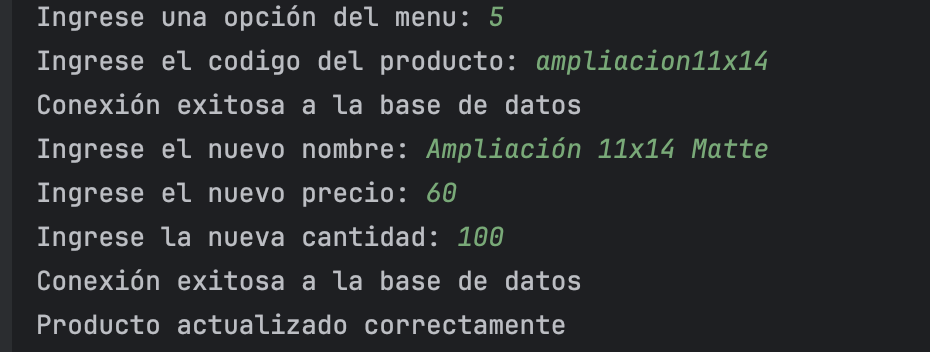 Ingrese una opción del menu: 5
Ingrese el codigo del producto: ampliacion11x14
Conexión exitosa a la base de datos
Ingrese el nuevo nombre: Ampliación 11x14 Matte
Ingrese el nuevo precio: 60
Ingrese la nueva cantidad: 100
Conexión exitosa a la base de datos
Producto actualizado correctamente